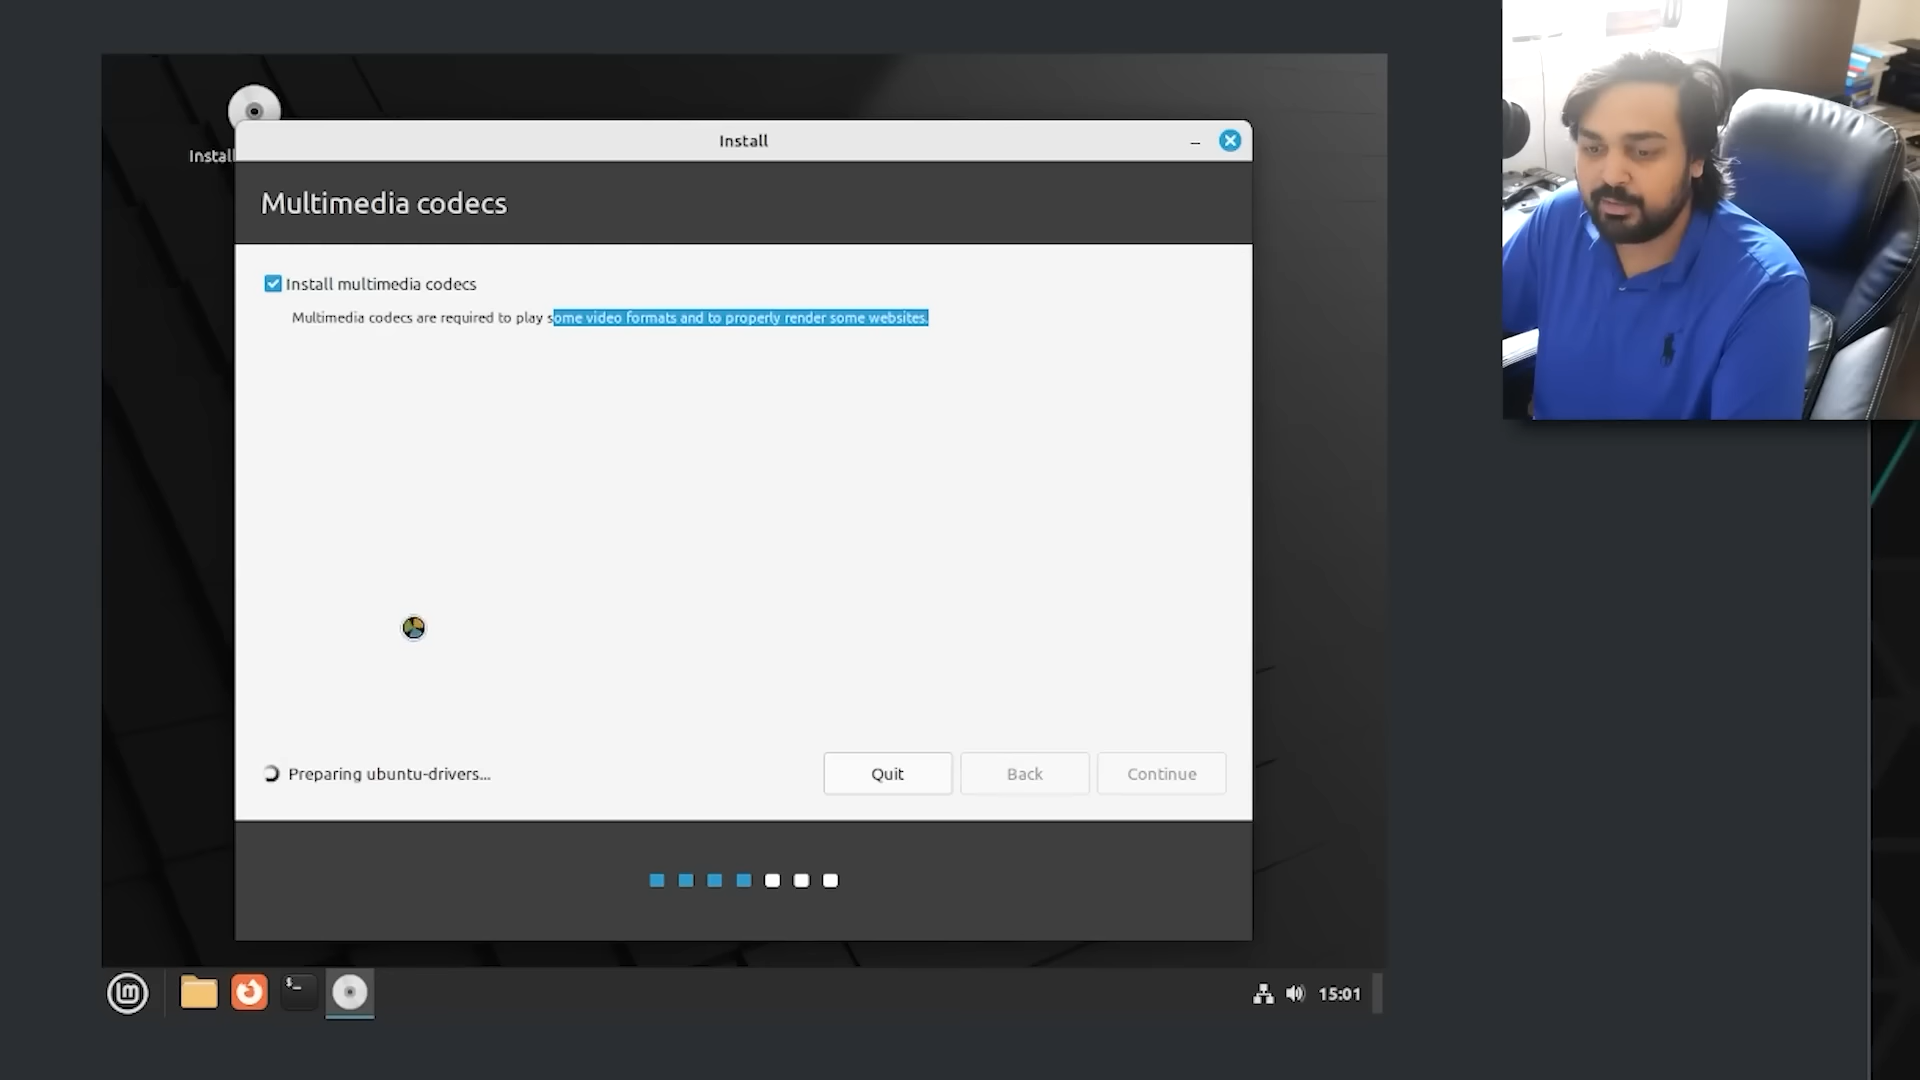 Install
Install
Multimedia codecs
Install multimedia codecs
Multimedia codecs are required to play some video formats and to properly render some websites.
Preparing ubuntu-drivers...
Quit
Back
Continue
$_
lm
15:01